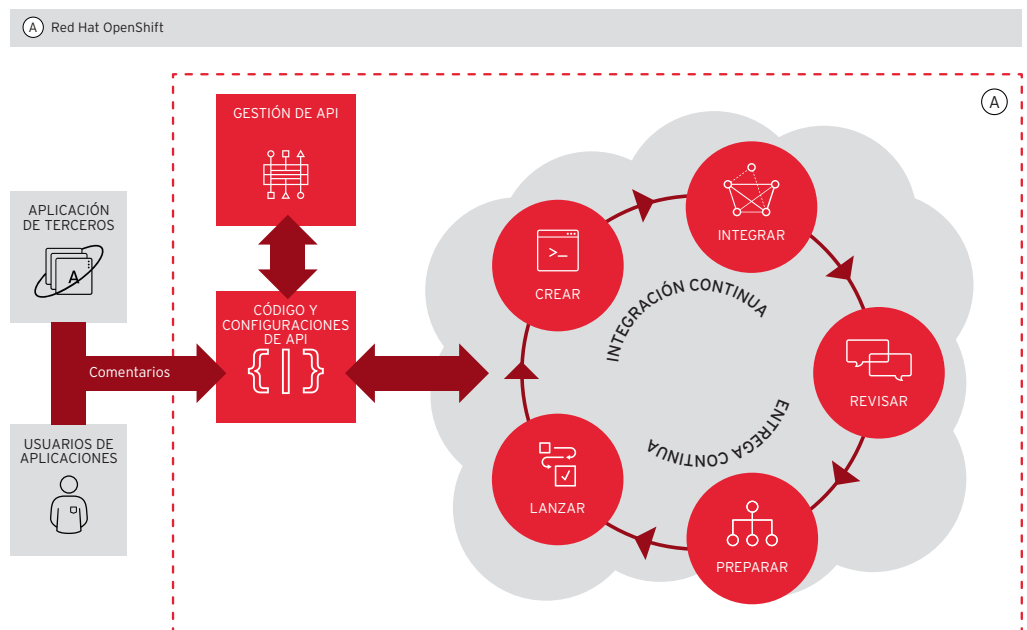 A Red Hat OpenShift
A
GESTIÓN DE API
APLICACIÓN
DE TERCEROS
A
CÓDIGO Y
CONFIGURACIONES
DE API
{|}
Comentarios
USUARIOS DE
APLICACIONES
CREAR
>_
INTEGRAR
REVISAR
PREPARAR
LANZAR
INTEGRACIÓN CONTINUA
ENTREGA CONTINUA